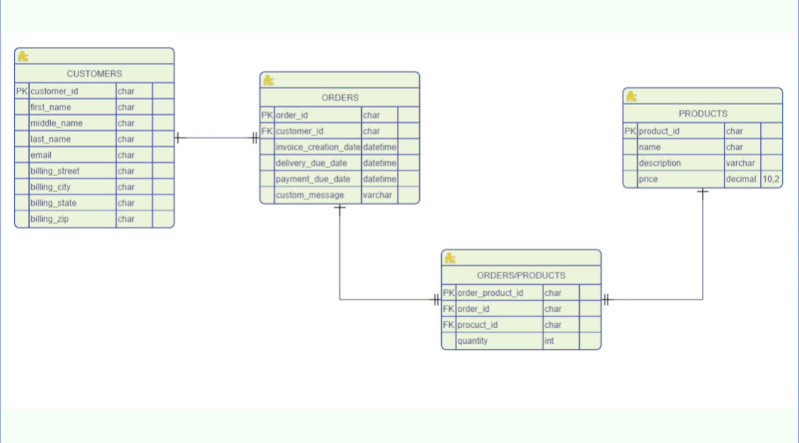 CUSTOMERS
PK customer_id char
first_name char
middle_name char
last_name char
email char
billing_street char
billing_city char
billing_state char
billing_zip char
ORDERS
PK order_id char
FK customer_id char
invoice_creation_date datetime
delivery_due_date datetime
payment_due_date datetime
custom_message varchar
PRODUCTS
PK product_id char
name char
description varchar
price decimal 10,2
ORDERS/PRODUCTS
PK order_product_id char
FK order_id char
FK procuct_id char
quantity int